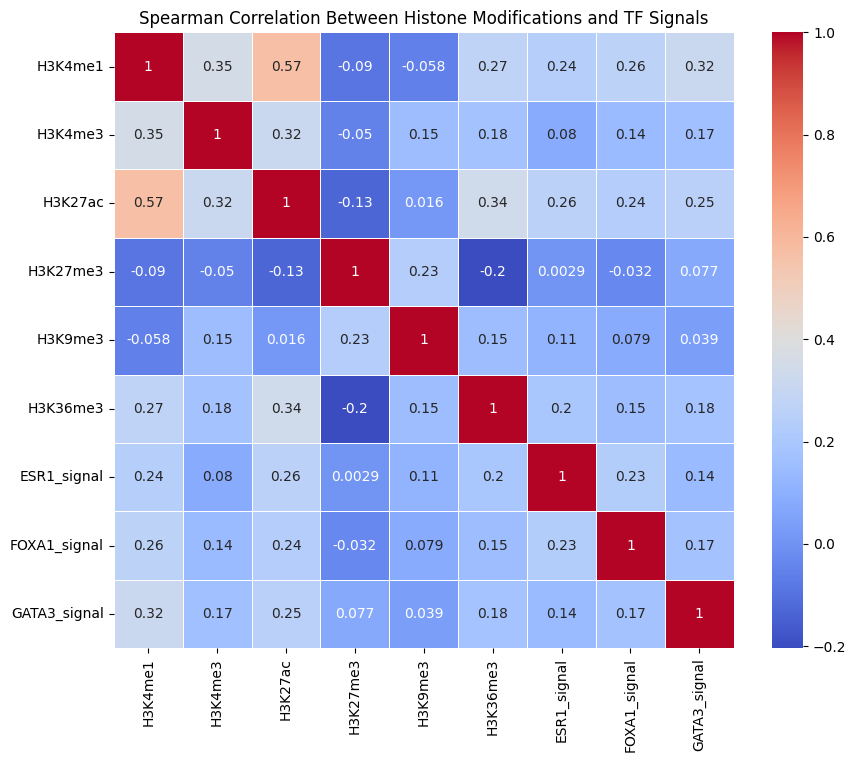 Spearman Correlation Between Histone Modifications and TF Signals
H3K4me1 1 0.35 0.57 -0.09 -0.058 0.27 0.24 0.26 0.32
H3K4me3 0.35 1 0.32 -0.05 0.15 0.18 0.08 0.14 0.17
H3K27ac 0.57 0.32 1 -0.13 0.016 0.34 0.26 0.24 0.25
H3K27me3 -0.09 -0.05 -0.13 1 0.23 -0.2 0.0029 -0.032 0.077
H3K9me3 -0.058 0.15 0.016 0.23 1 0.15 0.11 0.079 0.039
H3K36me3 0.27 0.18 0.34 -0.2 0.15 1 0.2 0.15 0.18
ESR1_signal 0.24 0.08 0.26 0.0029 0.11 0.2 1 0.23 0.14
FOXA1_signal 0.26 0.14 0.24 -0.032 0.079 0.15 0.23 1 0.17
GATA3_signal 0.32 0.17 0.25 0.077 0.039 0.18 0.14 0.17 1
H3K4me1
H3K4me3
H3K27ac
H3K27me3
H3K9me3
H3K36me3
ESR1_signal
FOXA1_signal
GATA3_signal
1.0
0.8
0.6
0.4
0.2
0.0
−0.2